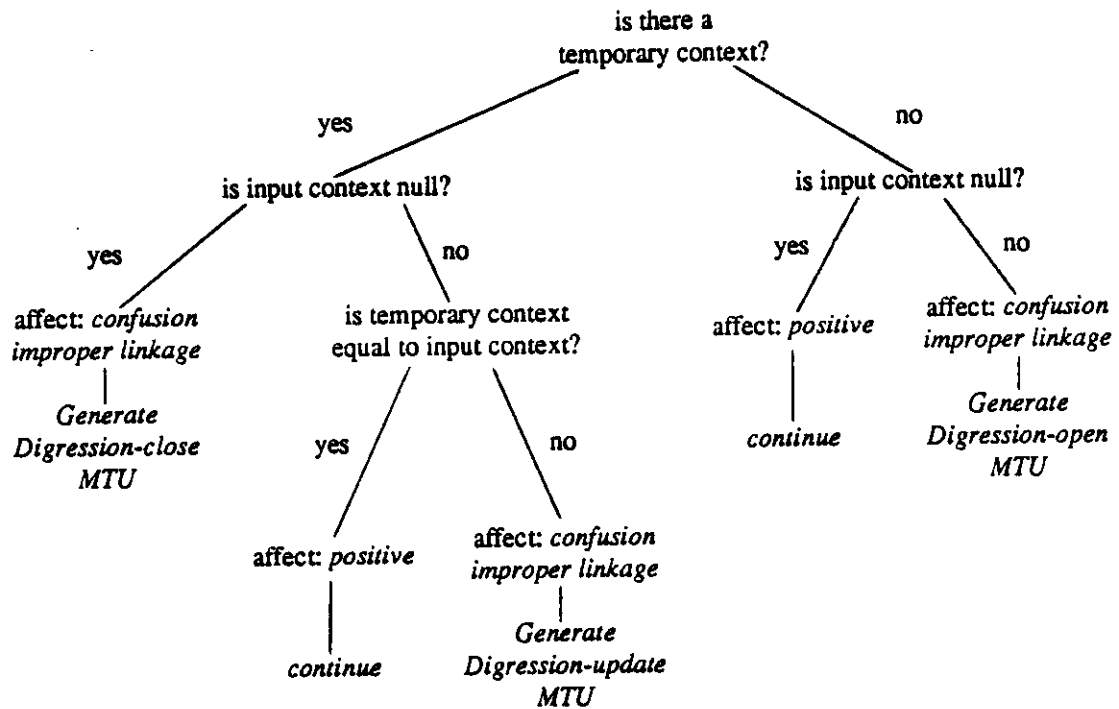 is there a
temporary context?
yes
no
is input context null?
is input context null?
yes
no
yes
no
affect: confusion
improper linkage
is temporary context
equal to input context?
affect: positive
affect: confusion
improper linkage
Generate
Digression-close
MTU
yes
no
continue
Generate
Digression-open
MTU
affect: positive
affect: confusion
improper linkage
continue
Generate
Digression-update
MTU